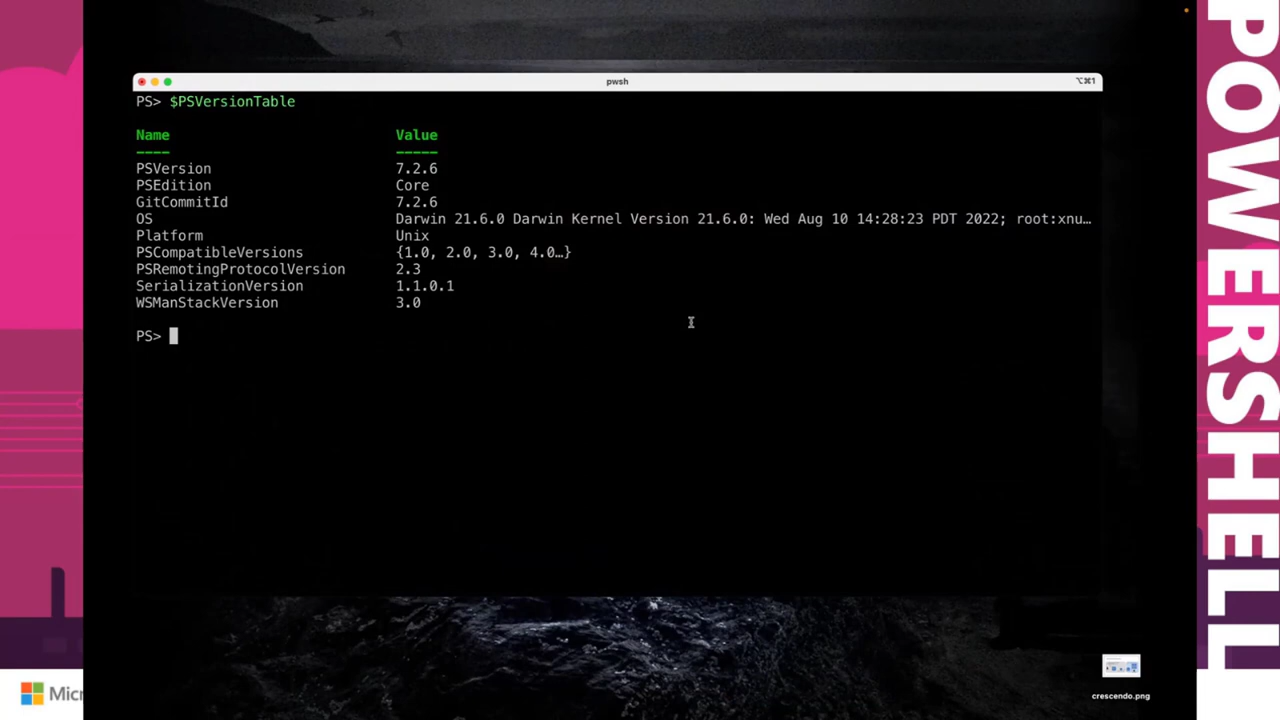 pwsh
⌥⌘1
PS> $PSVersionTable
Name Value
---- -----
PSVersion 7.2.6
PSEdition Core
GitCommitId 7.2.6
OS Darwin 21.6.0 Darwin Kernel Version 21.6.0: Wed Aug 10 14:28:23 PDT 2022; root:xnu…
Platform Unix
PSCompatibleVersions {1.0, 2.0, 3.0, 4.0…}
PSRemotingProtocolVersion 2.3
SerializationVersion 1.1.0.1
WSManStackVersion 3.0
PS>
crescendo.png
Micr
POWERSHELL